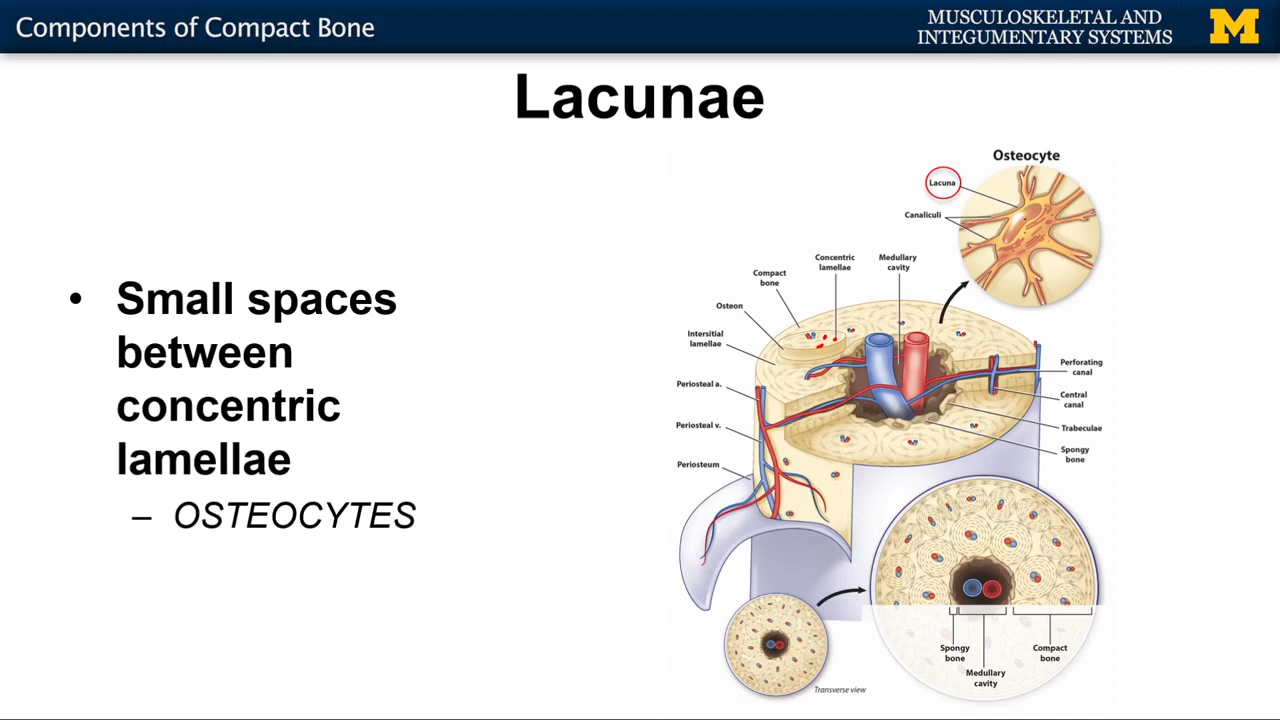 Components of Compact Bone
MUSCULOSKELETAL AND
INTEGUMENTARY SYSTEMS
M
Lacunae
• Small spaces
between
concentric
lamellae
– OSTEOCYTES
Osteocyte
Lacuna
Canaliculi
Concentric
lamellae
Medullary
cavity
Compact
bone
Osteon
Intersitial
lamellae
Periosteal a.
Periosteal v.
Periosteum
Perforating
canal
Central
canal
Trabeculae
Spongy
bone
Spongy
bone
Medullary
cavity
Compact
bone
Transverse view